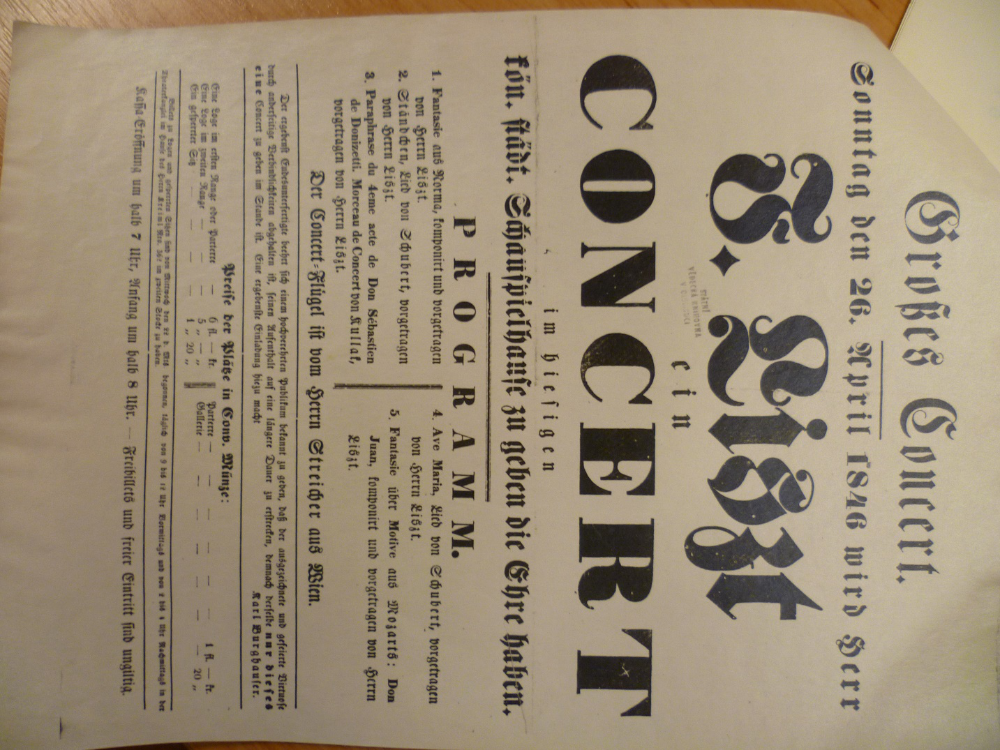 Großes Concert.
Sonntag den 26. April 1846 wird Herr
F. Liszt
ein
CONCERT
im hiesigen
kön. städt. Schauspielhause zu geben die Ehre haben.
PROGRAMM.
1. Fantasie aus Norma, komponirt und vorgetragen
von Herrn Liszt.
2. Ständchen, Lied von Schubert, vorgetragen
von Herrn Liszt.
3. Paraphrase du 4eme acte de Don Sébastien
de Donizetti. Morceau de Concert von Kullak,
vorgetragen von Herrn Liszt.
4. Ave Maria, Lied von Schubert, vorgetragen
von Herrn Liszt.
5. Fantasie über Motive aus Mozarts: Don
Juan, komponirt und vorgetragen von Herrn
Liszt.
Der Concert-Flügel ist vom Herrn Streicher aus Wien.
Der ergebenst Endesunterfertigte beehrt sich einem hochverehrten Publikum bekannt zu geben, daß der ausgezeichnete und gefeierte Virtuose
durch anderseitige Verbindlichkeiten abgehalten ist, seinen Aufenthalt auf eine längere Dauer zu erstrecken, demnach derselbe nur dieses
eine Concert zu geben im Stande ist. Eine ergebenste Einladung hiezu macht
Karl Burghauser.
Preise der Plätze in Conv. Münze:
Eine Loge im ersten Range oder Parterre — 6 fl. — kr.
Eine Loge im zweiten Range — — — 5 „ — „
Ein gesperrter Sitz — — — — 1 „ 20 „
Parterre — — — — — — 1 fl. — kr.
Gallerie — — — — — — — 20 „
Billets zu Logen und gesperrten Sitzen sind von Mittwoch den 22 d. Mts begonnen, täglich von 9 bis 12 Uhr Vormittags und von 2 bis 4 Uhr Nachmittags in der
Theaterkanzlei im Hause des Herrn Kreiml Nro. im zweiten Stocke zu haben.
Kassa-Eröffnung um halb 7 Uhr, Anfang um halb 8 Uhr. — Freibillets und freier Eintritt sind ungiltig.
STÁTNÍ
VĚDECKÁ KNIHOVNA
V OLOMOUCI